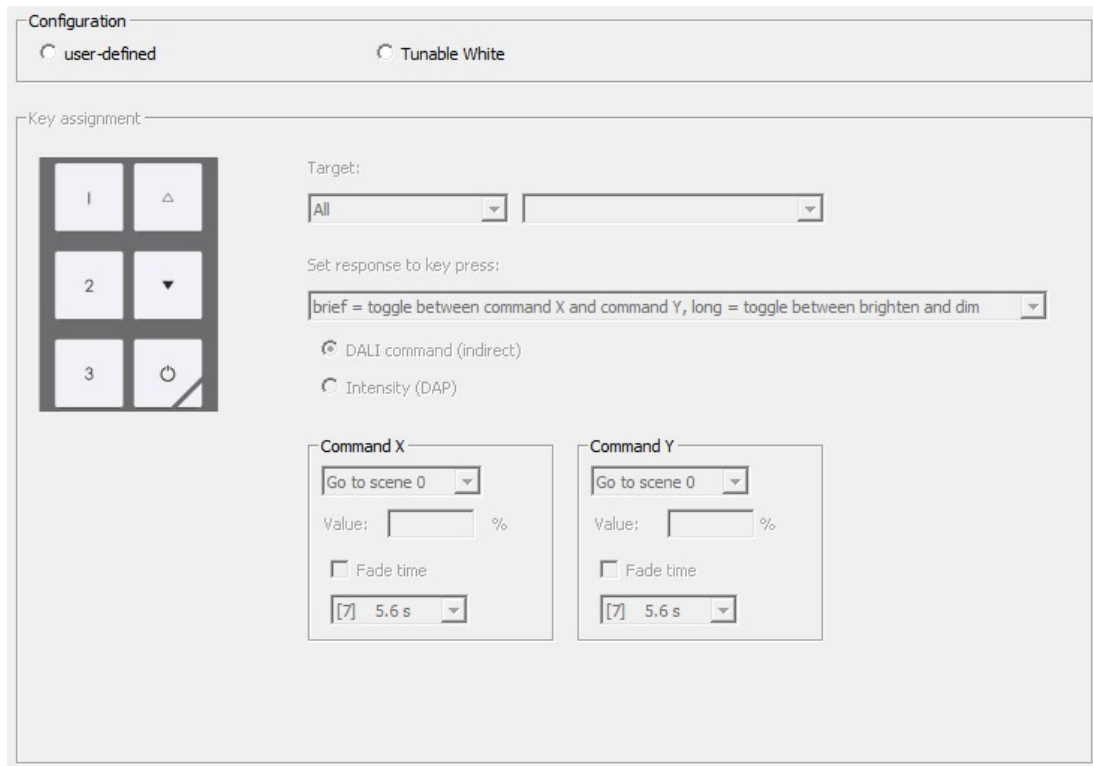 Configuration
user-defined Tunable White
Key assignment
Target:
1
All
Set response to key press:
2
brief = toggle between command X and command Y, long = toggle between brighten and dim
DALI command (indirect)
3
Intensity (DAP)
Command X Command Y
Go to scene 0 Go to scene 0
Value: % Value: %
Fade time Fade time
[7] 5.6 s [7] 5.6 s